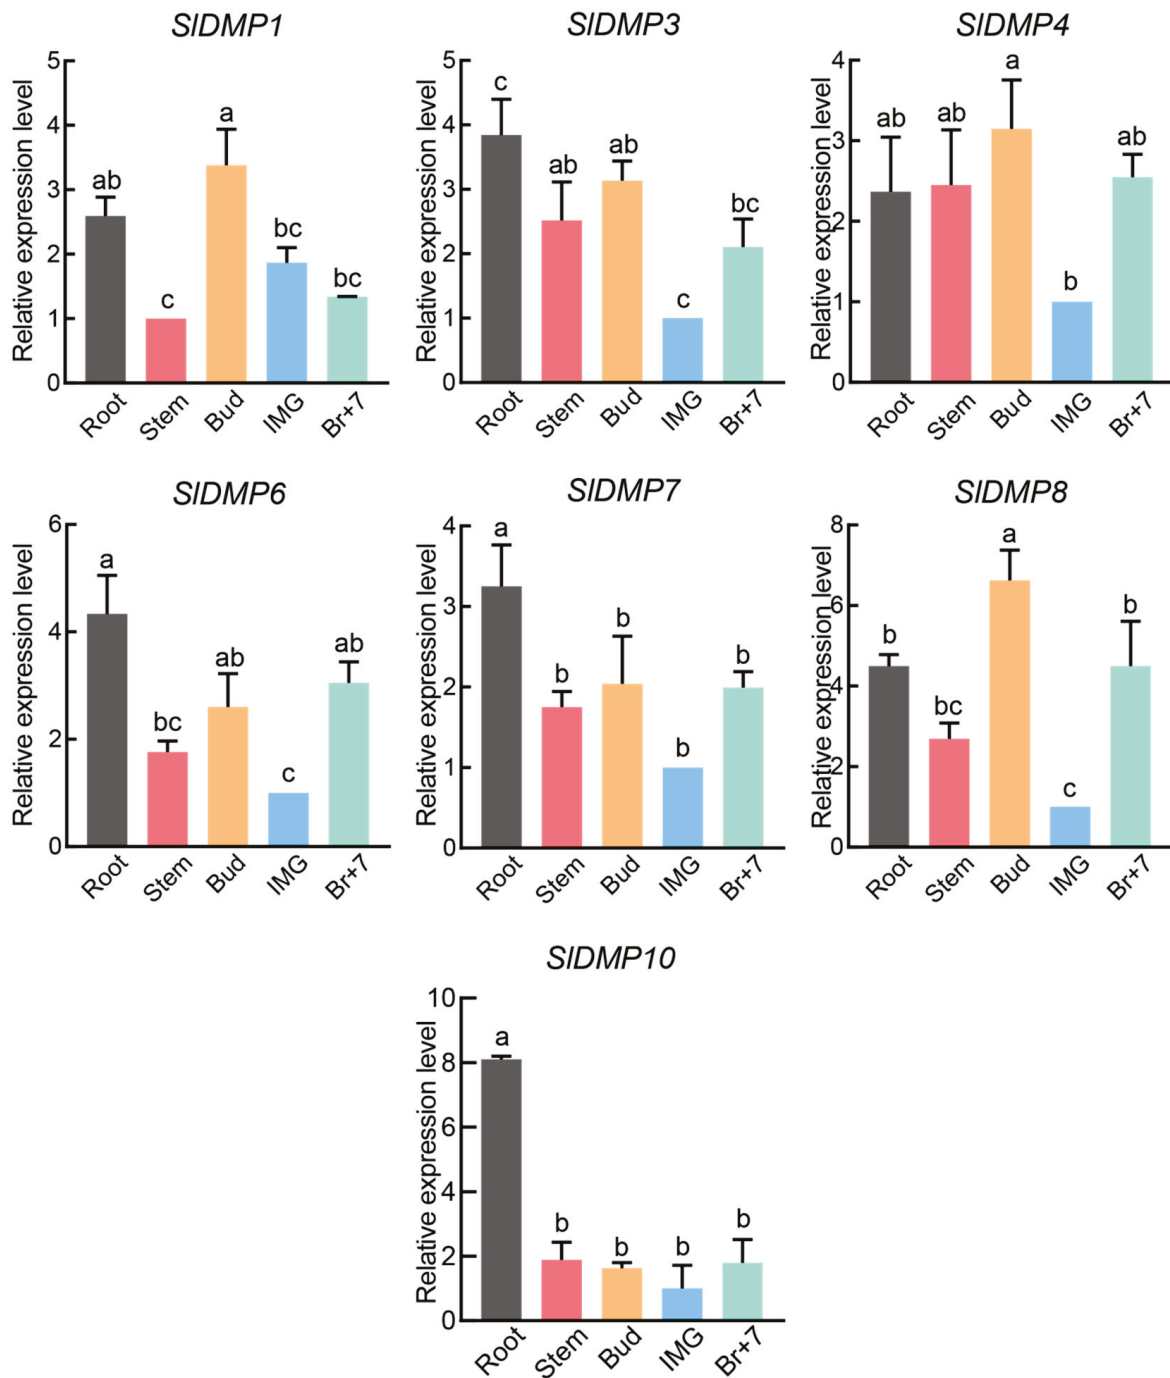 SlDMP1
Relative expression level
5
4
3
2
1
0
ab
c
a
bc
bc
Root
Stem
Bud
IMG
Br+7
SlDMP3
Relative expression level
5
4
3
2
1
0
c
ab
ab
c
bc
Root
Stem
Bud
IMG
Br+7
SlDMP4
Relative expression level
4
3
2
1
0
ab
ab
a
b
ab
Root
Stem
Bud
IMG
Br+7
SlDMP6
Relative expression level
6
4
2
0
a
bc
ab
c
ab
Root
Stem
Bud
IMG
Br+7
SlDMP7
Relative expression level
4
3
2
1
0
a
b
b
b
b
Root
Stem
Bud
IMG
Br+7
SlDMP8
Relative expression level
8
6
4
2
0
b
bc
a
c
b
Root
Stem
Bud
IMG
Br+7
SlDMP10
Relative expression level
10
8
6
4
2
0
a
b
b
b
b
Root
Stem
Bud
IMG
Br+7